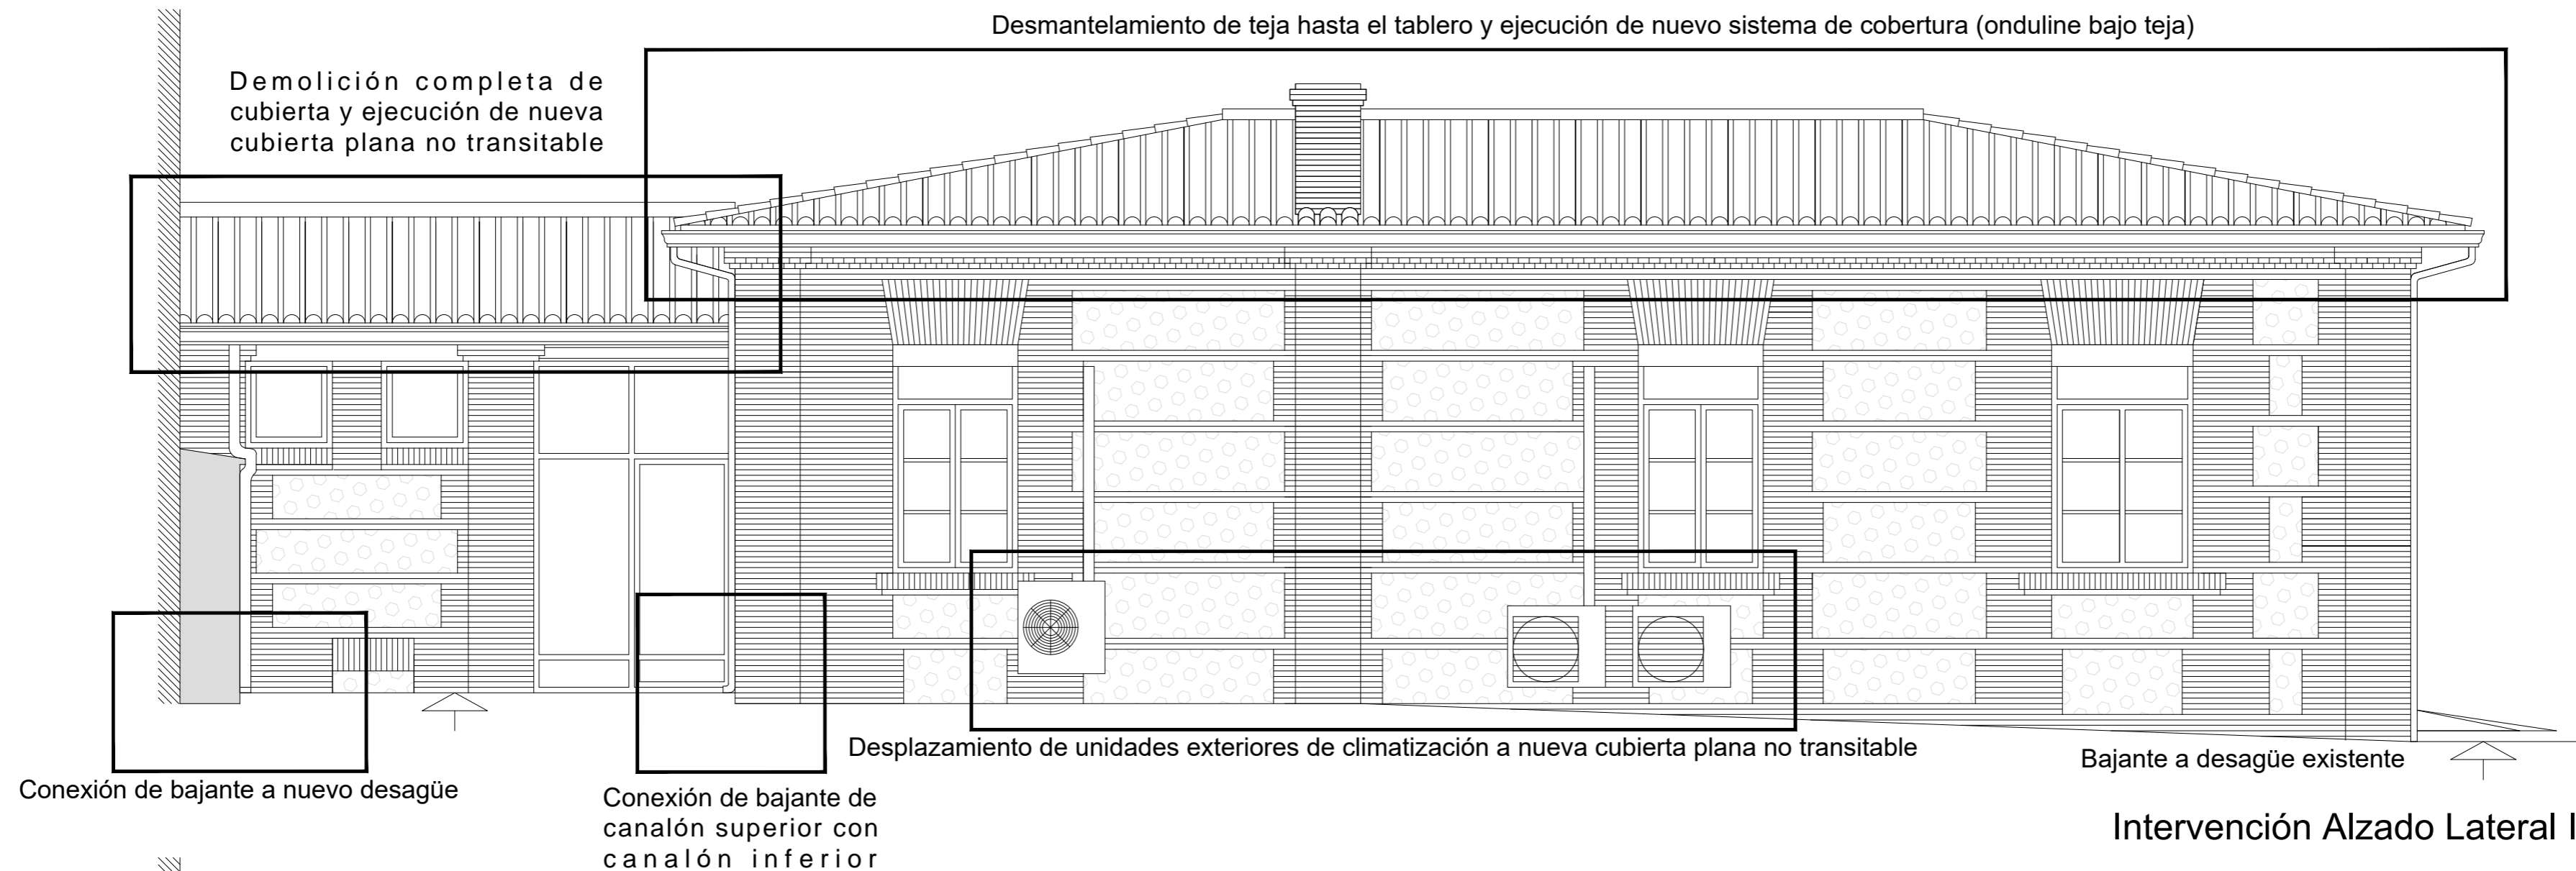 Desmantelamiento de teja hasta el tablero y ejecución de nuevo sistema de cobertura (onduline bajo teja)
Demolición completa de
cubierta y ejecución de nueva
cubierta plana no transitable
Desplazamiento de unidades exteriores de climatización a nueva cubierta plana no transitable
Bajante a desagüe existente
Conexión de bajante a nuevo desagüe
Conexión de bajante de
canalón superior con
canalón inferior
Intervención Alzado Lateral I